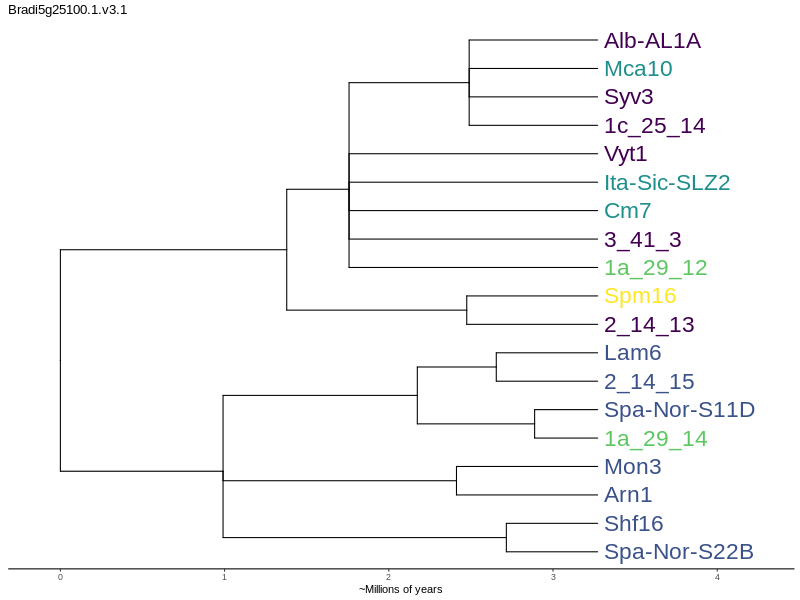 Bradi5g25100.1.v3.1
Alb-AL1A
Mca10
Syv3
1c_25_14
Vyt1
Ita-Sic-SLZ2
Cm7
3_41_3
1a_29_12
Spm16
2_14_13
Lam6
2_14_15
Spa-Nor-S11D
1a_29_14
Mon3
Arn1
Shf16
Spa-Nor-S22B
0 1 2 3 4
~Millions of years